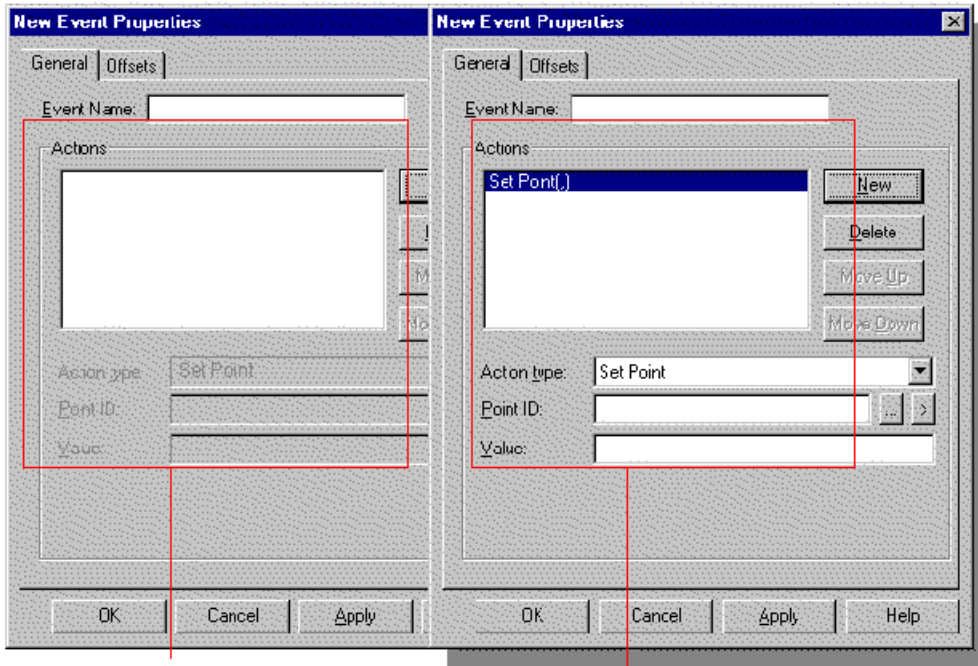 New Event Properties
General Offsets
Event Name:
Actions
Action type Set Point
Point ID:
Value:
OK Cancel Apply
New Event Properties
General Offsets
Event Name:
Actions
Set Pont(,)
New
Delete
Move Up
Move Down
Acton type: Set Point
Point ID: ... >
Value:
OK Cancel Apply Help